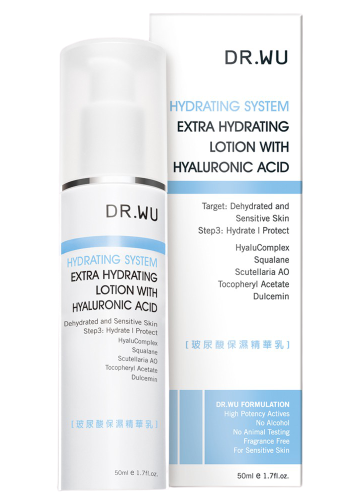 DR.WU
HYDRATING SYSTEM
EXTRA HYDRATING
LOTION WITH
HYALURONIC ACID
Dehydrated and Sensitive Skin
Step3: Hydrate | Protect
HyaluComplex
Squalane
Scutellaria AO
Tocopheryl Acetate
Dulcemin
[玻尿酸保濕精華乳]
50ml e 1.7fl.oz.
DR.WU
HYDRATING SYSTEM
EXTRA HYDRATING
LOTION WITH
HYALURONIC ACID
Target: Dehydrated and
Sensitive Skin
Step3: Hydrate | Protect
HyaluComplex
Squalane
Scutellaria AO
Tocopheryl Acetate
Dulcemin
[玻尿酸保濕精華乳]
DR.WU FORMULATION
High Potency Actives
No Alcohol
No Animal Testing
Fragrance Free
For Sensitive Skin
50ml e 1.7fl.oz.